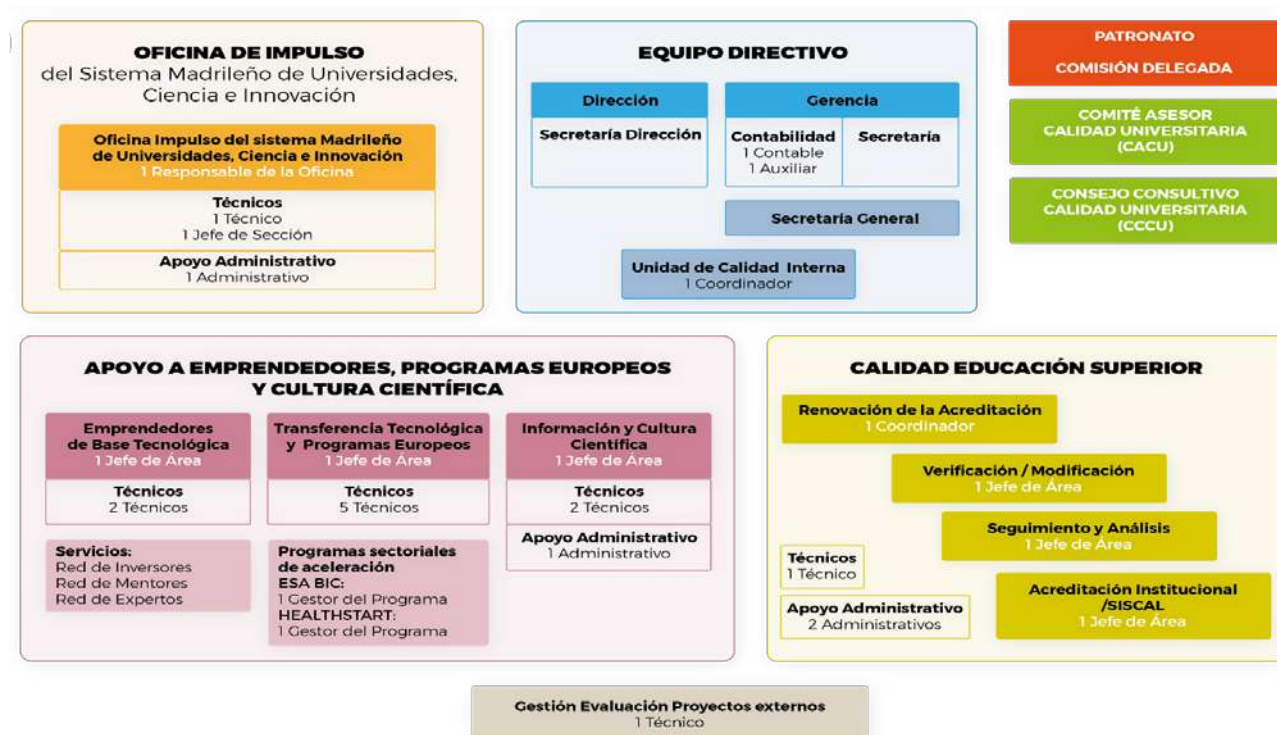 OFICINA DE IMPULSO
del Sistema Madrileño de Universidades,
Ciencia e Innovación
Oficina Impulso del sistema Madrileño
de Universidades, Ciencia e Innovación
1 Responsable de la Oficina
Técnicos
1 Técnico
1 Jefe de Sección
Apoyo Administrativo
1 Administrativo
EQUIPO DIRECTIVO
Dirección
Secretaría Dirección
Gerencia
Contabilidad
1 Contable
1 Auxiliar
Secretaría
Secretaría General
Unidad de Calidad Interna
1 Coordinador
PATRONATO
COMISIÓN DELEGADA
COMITÉ ASESOR
CALIDAD UNIVERSITARIA
(CACU)
CONSEJO CONSULTIVO
CALIDAD UNIVERSITARIA
(CCCU)
APOYO A EMPRENDEDORES, PROGRAMAS EUROPEOS
Y CULTURA CIENTÍFICA
Emprendedores
de Base Tecnológica
1 Jefe de Área
Técnicos
2 Técnicos
Servicios:
Red de Inversores
Red de Mentores
Red de Expertos
Transferencia Tecnológica
y Programas Europeos
1 Jefe de Área
Técnicos
5 Técnicos
Programas sectoriales
de aceleración
ESA BIC:
1 Gestor del Programa
HEALTHSTART:
1 Gestor del Programa
Información y Cultura
Científica
1 Jefe de Área
Técnicos
2 Técnicos
Apoyo Administrativo
1 Administrativo
CALIDAD EDUCACIÓN SUPERIOR
Renovación de la Acreditación
1 Coordinador
Verificación / Modificación
1 Jefe de Área
Seguimiento y Análisis
1 Jefe de Área
Técnicos
1 Técnico
Apoyo Administrativo
2 Administrativos
Acreditación Institucional
/SISCAL
1 Jefe de Área
Gestión Evaluación Proyectos externos
1 Técnico